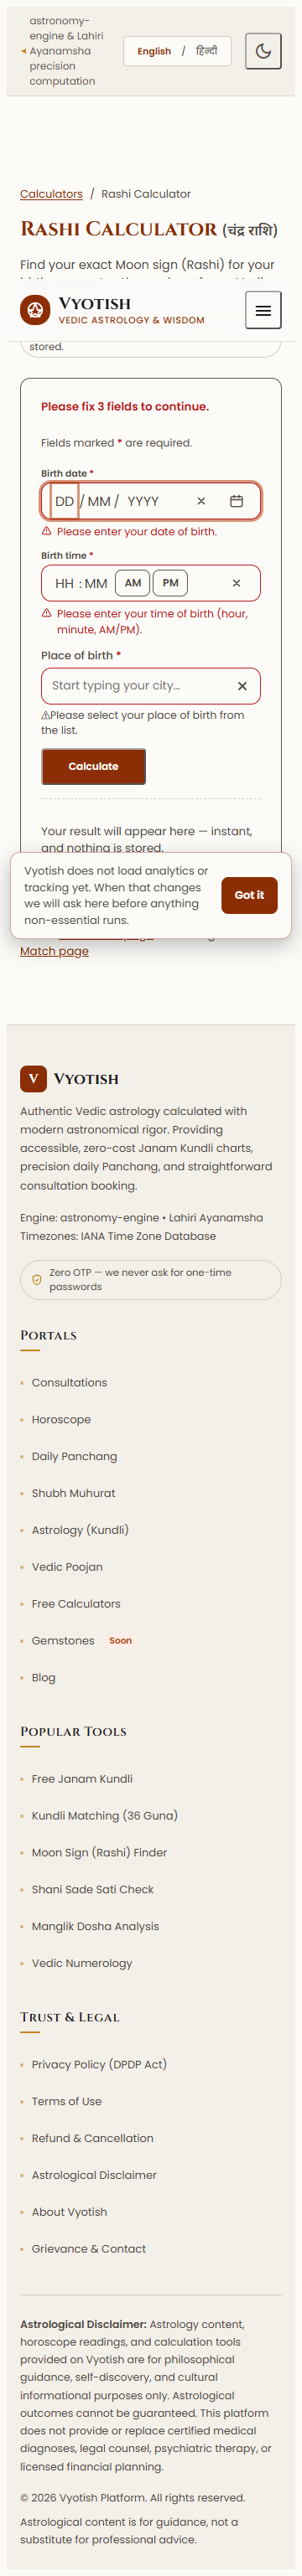 astronomy-
engine & Lahiri
Ayanamsha
precision
computation
English / हिन्दी
Calculators / Rashi Calculator
Rashi Calculator (चंद्र राशि)
Find your exact Moon sign (Rashi) for your
Vyotish
VEDIC ASTROLOGY & WISDOM
stored.
Please fix 3 fields to continue.
Fields marked * are required.
Birth date *
DD / MM / YYYY
Please enter your date of birth.
Birth time *
HH : MM AM PM
Please enter your time of birth (hour,
minute, AM/PM).
Place of birth *
Start typing your city...
Please select your place of birth from
the list.
Calculate
Your result will appear here — instant,
and nothing is stored.
Vyotish does not load analytics or
tracking yet. When that changes
we will ask here before anything
non-essential runs.
Got it
Match page
V Vyotish
Authentic Vedic astrology calculated with
modern astronomical rigor. Providing
accessible, zero-cost Janam Kundli charts,
precision daily Panchang, and straightforward
consultation booking.
Engine: astronomy-engine • Lahiri Ayanamsha
Timezones: IANA Time Zone Database
Zero OTP — we never ask for one-time
passwords
Portals
Consultations
Horoscope
Daily Panchang
Shubh Muhurat
Astrology (Kundli)
Vedic Poojan
Free Calculators
Gemstones Soon
Blog
Popular Tools
Free Janam Kundli
Kundli Matching (36 Guna)
Moon Sign (Rashi) Finder
Shani Sade Sati Check
Manglik Dosha Analysis
Vedic Numerology
Trust & Legal
Privacy Policy (DPDP Act)
Terms of Use
Refund & Cancellation
Astrological Disclaimer
About Vyotish
Grievance & Contact
Astrological Disclaimer: Astrology content,
horoscope readings, and calculation tools
provided on Vyotish are for philosophical
guidance, self-discovery, and cultural
informational purposes only. Astrological
outcomes cannot be guaranteed. This platform
does not provide or replace certified medical
diagnoses, legal counsel, psychiatric therapy, or
licensed financial planning.
© 2026 Vyotish Platform. All rights reserved.
Astrological content is for guidance, not a
substitute for professional advice.